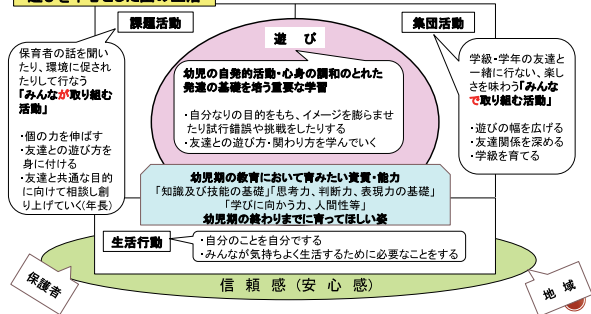 課題活動
保育者の話を聞い
たり、環境に促され
たりして行なう
「みんなが取り組む
活動」
・個の力を伸ばす
・友達との遊び方を
身に付ける
・友達と共通な目的
に向けて相談し創
り上げていく(年長)
遊 び
幼児の自発的活動・心身の調和のとれた
発達の基礎を培う重要な学習
・自分なりの目的をもち、イメージを膨らませ
たり試行錯誤や挑戦をしたりする
・友達との遊び方・関わり方を学んでいく
集団活動
学級・学年の友達と
一緒に行ない、楽し
さを味わう「みんな
で取り組む活動」
・遊びの幅を広げる
・友達関係を深める
・学級を育てる
幼児期の教育において育みたい資質・能力
「知識及び技能の基礎」「思考力、判断力、表現力の基礎」
「学びに向かう力、人間性等」
幼児期の終わりまでに育ってほしい姿
生活行動
・自分のことを自分でする
・みんなが気持ちよく生活するために必要なことをする
信 頼 感 (安 心 感)
保護者
地 域